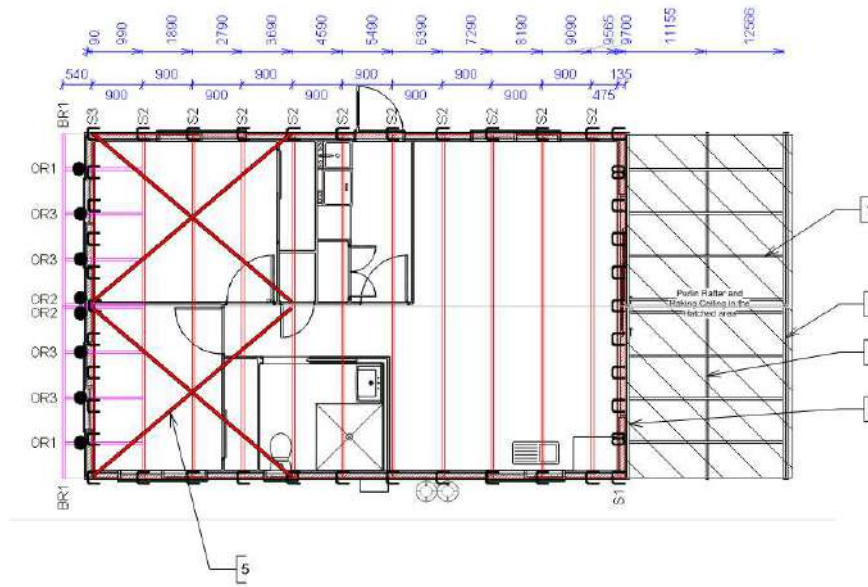 90 990 1890 2790 3690 4590 5490 6390 7290 8190 9090 9565 9700 11155 12586
540 900 900 900 900 900 135
900 900 900 900 900 475
BR1 S3 S2 S2 S2 S2 S2 S2 S2 S2 S2 S2
OR1
OR3
OR3
OR2
OR2
OR3
OR3
OR1
Purlin Rafter and
Raking Ceiling in the
Hatched area
BR1 S1
5